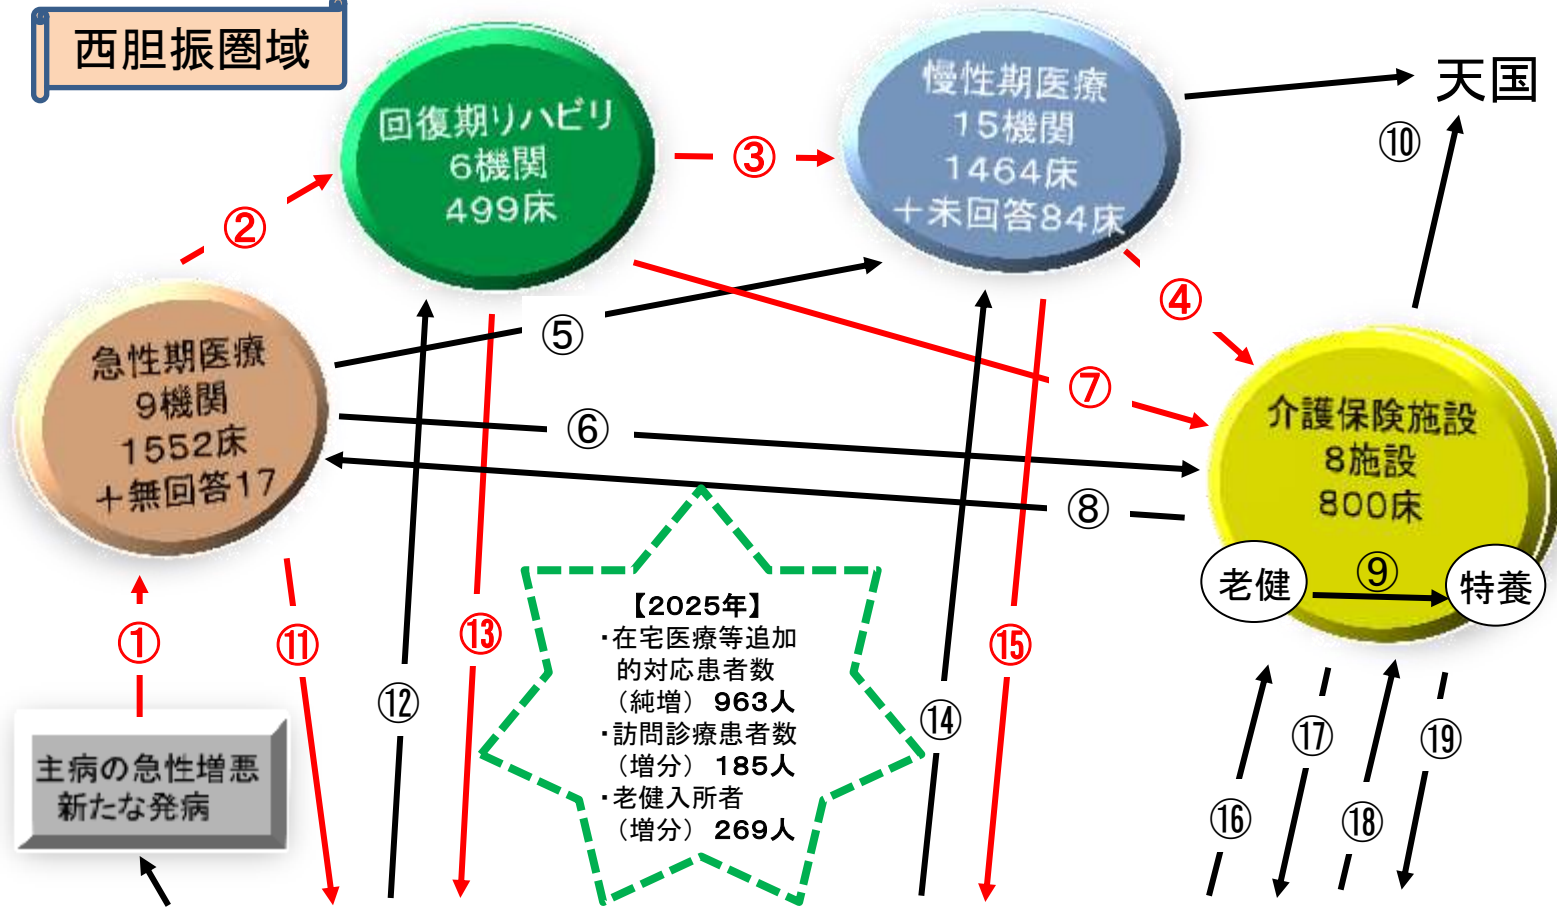 西胆振圏域
回復期リハビリ
6機関
499床
慢性期医療
15機関
1464床
＋未回答84床
天国
⑩
②
③
④
⑤
急性期医療
9機関
1552床
＋無回答17
⑥
⑦
⑧
介護保険施設
8施設
800床
老健
⑨
特養
①
⑪
⑫
⑬
【2025年】
・在宅医療等追加
的対応患者数
（純増） 963人
・訪問診療患者数
（増分） 185人
・老健入所者
（増分） 269人
⑭
⑮
⑯
⑰
⑱
⑲
主病の急性増悪
新たな発病